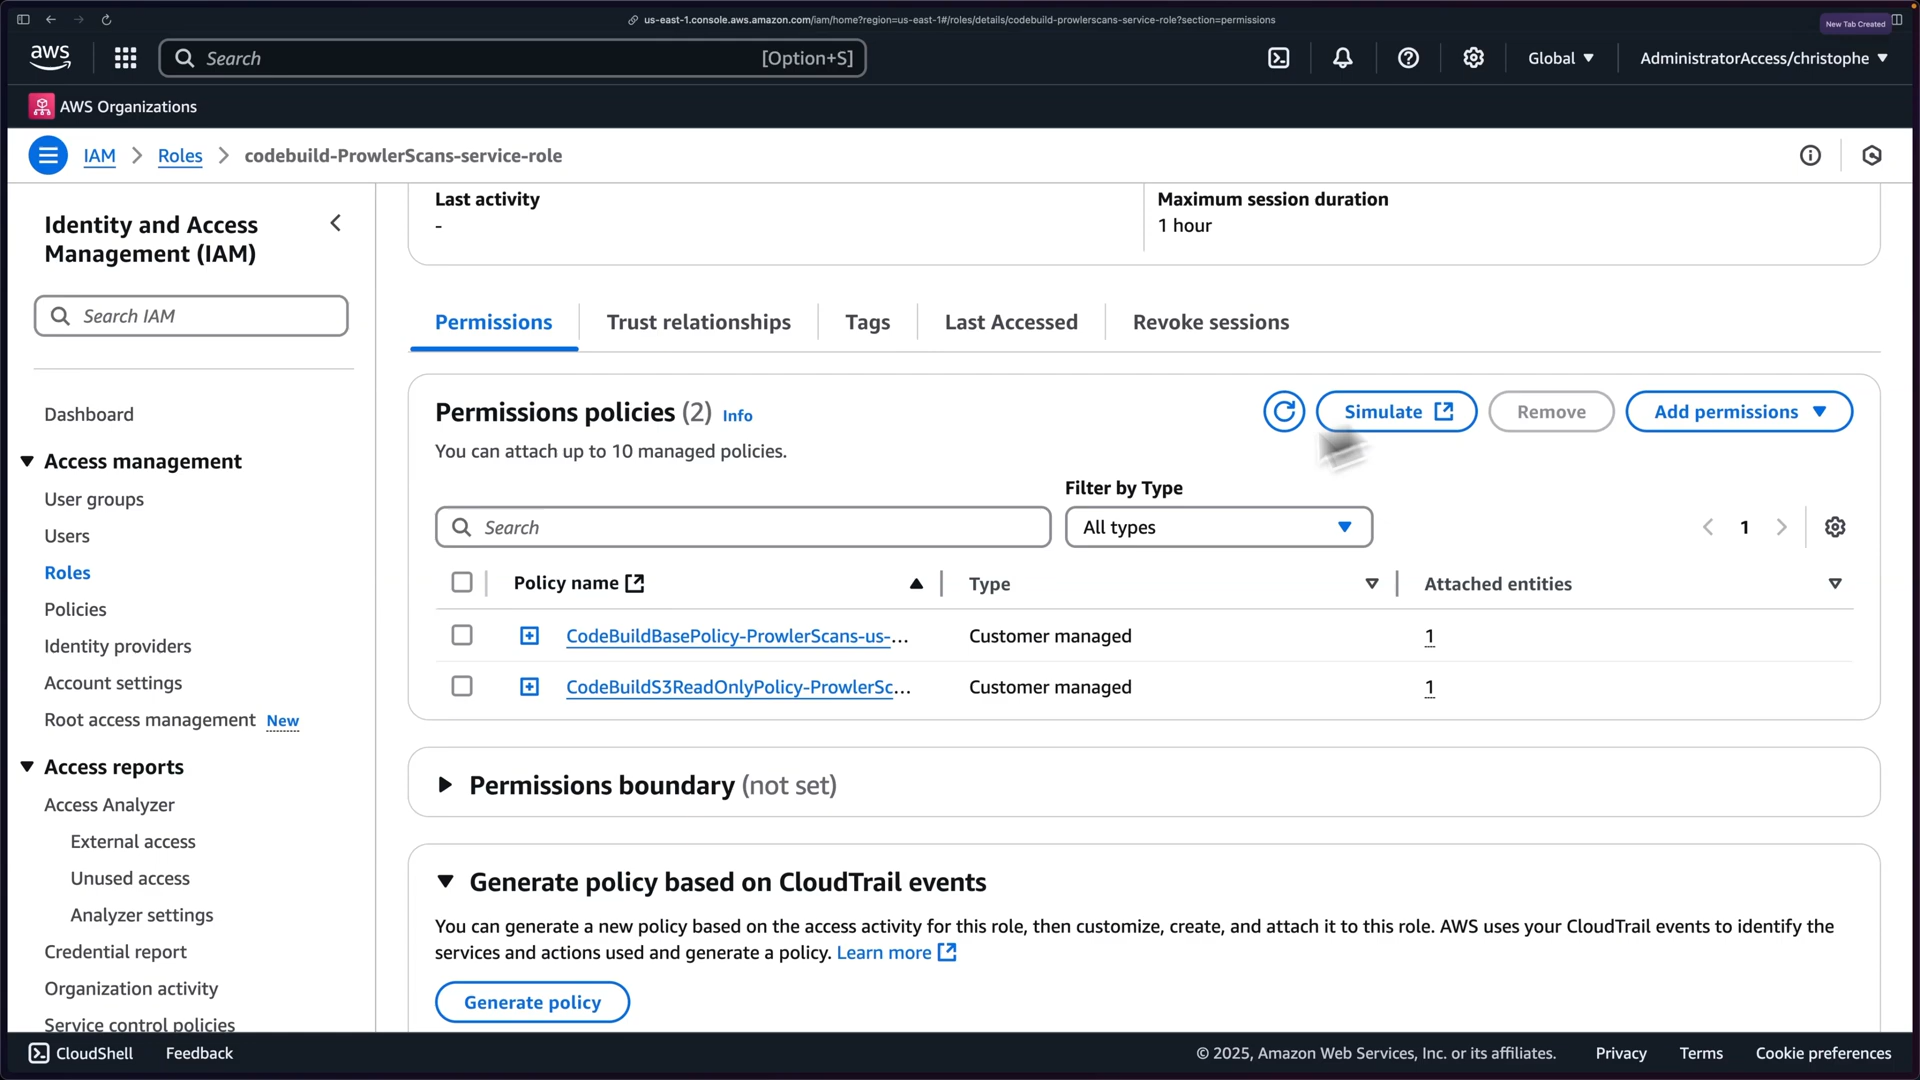 us-east-1.console.aws.amazon.com/iam/home?region=us-east-1#/roles/details/codebuild-prowlerscans-service-role?section=permissions
New Tab Created
aws
Search
[Option+S]
Global
AdministratorAccess/christophe
AWS Organizations
IAM
Roles
codebuild-ProwlerScans-service-role
Identity and Access
Management (IAM)
Search IAM
Dashboard
Access management
User groups
Users
Roles
Policies
Identity providers
Account settings
Root access management New
Access reports
Access Analyzer
External access
Unused access
Analyzer settings
Credential report
Organization activity
Service control policies
Last activity
-
Maximum session duration
1 hour
Permissions
Trust relationships
Tags
Last Accessed
Revoke sessions
Permissions policies (2) Info
You can attach up to 10 managed policies.
Simulate
Remove
Add permissions
Search
Filter by Type
All types
1
Policy name
Type
Attached entities
CodeBuildBasePolicy-ProwlerScans-us-...
Customer managed
1
CodeBuildS3ReadOnlyPolicy-ProwlerSc...
Customer managed
1
Permissions boundary (not set)
Generate policy based on CloudTrail events
You can generate a new policy based on the access activity for this role, then customize, create, and attach it to this role. AWS uses your CloudTrail events to identify the
services and actions used and generate a policy. Learn more
Generate policy
CloudShell
Feedback
© 2025, Amazon Web Services, Inc. or its affiliates.
Privacy
Terms
Cookie preferences